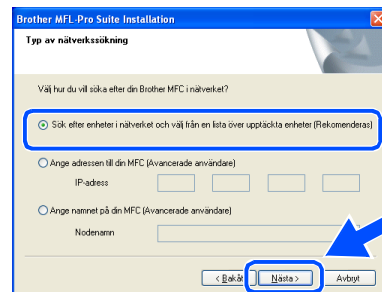 Brother MFL-Pro Suite Installation
Typ av nätverkssökning
Välj hur du vill söka efter din Brother MFC i nätverket?
Sök efter enheter i nätverket och välj från en lista över upptäckta enheter (Rekomenderas)
Ange adressen till din MFC (Avancerade användare)
IP-adress
Ange namnet på din MFC (Avancerade användare)
Nodenamn
< Bakåt Nästa > Avbryt